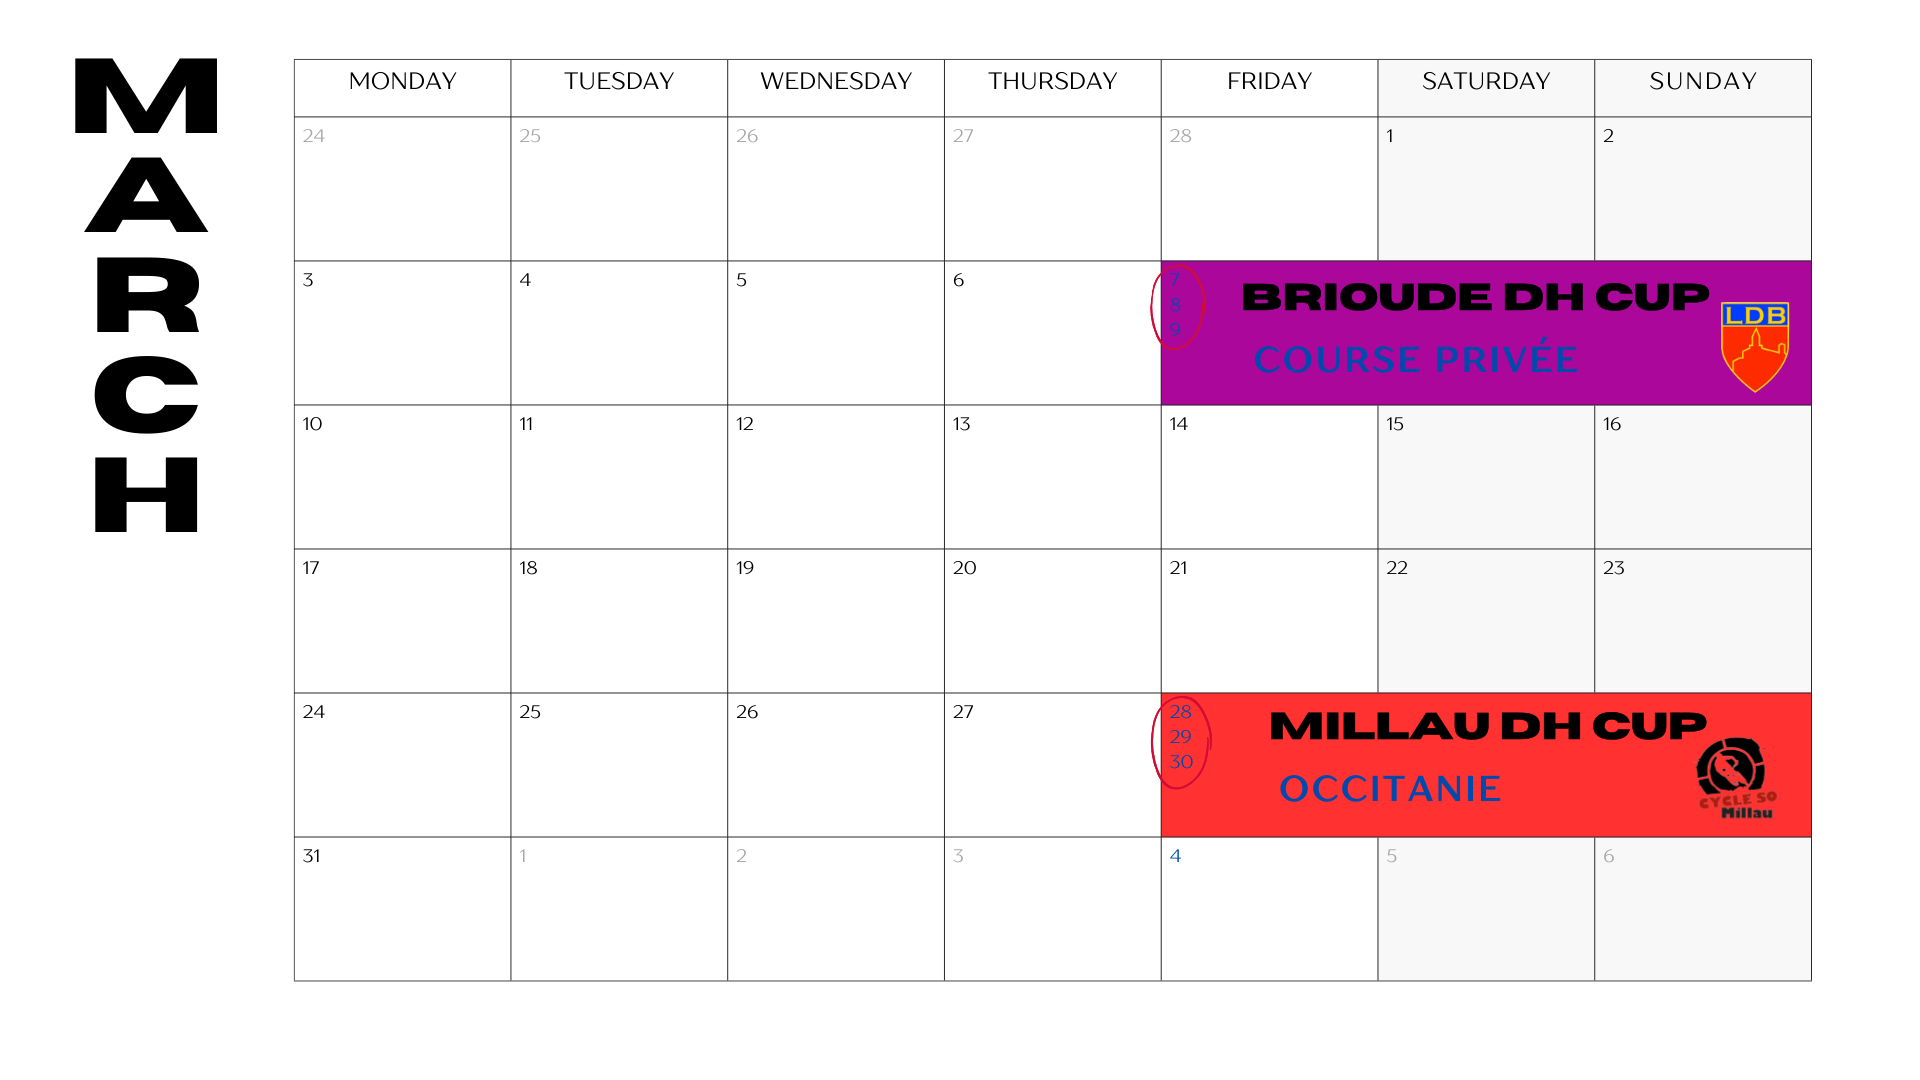 MARCH
MONDAY TUESDAY WEDNESDAY THURSDAY FRIDAY SATURDAY SUNDAY
24 25 26 27 28 1 2
3 4 5 6 7
8
9
BRIOUDE DH CUP
COURSE PRIVÉE
LDB
10 11 12 13 14 15 16
17 18 19 20 21 22 23
24 25 26 27 28
29
30
MILLAU DH CUP
OCCITANIE
CYCLE SO
Millau
31 1 2 3 4 5 6